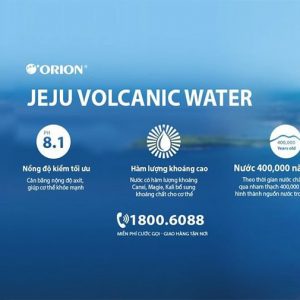 ORION®
JEJU VOLCANIC WATER
PH
8.1
400,000
Years old
Nồng độ kiềm tối ưu
Cân bằng nồng độ axit,
giúp cơ thể khỏe mạnh
Hàm lượng khoáng cao
Nước có hàm lượng khoáng
Canxi, Magie, Kali bổ sung
khoáng chất cho cơ thể
Nước 400,000 nă
Theo thời gian nước ch
qua nham thạch 400,000
hình thành nguồn nước tr
1800.6088
MIỄN PHÍ CƯỚC GỌI - GIAO HÀNG TẬN NƠI